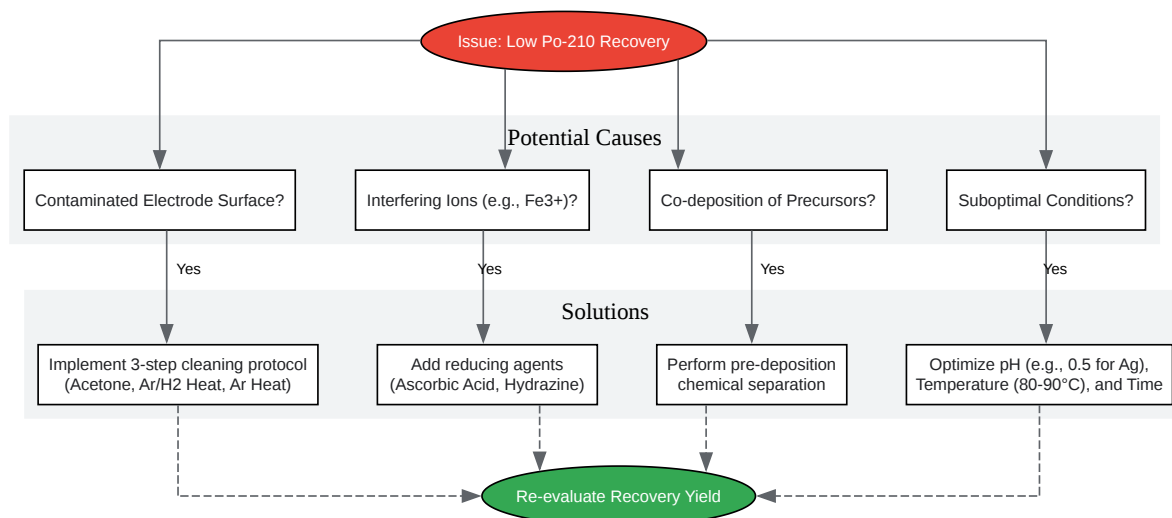 Issue: Low Po-210 Recovery
Potential Causes
Contaminated Electrode Surface?
Interfering Ions (e.g., Fe3+)?
Co-deposition of Precursors?
Suboptimal Conditions?
Yes
Yes
Yes
Yes
Solutions
Implement 3-step cleaning protocol
(Acetone, Ar/H2 Heat, Ar Heat)
Add reducing agents
(Ascorbic Acid, Hydrazine)
Perform pre-deposition
chemical separation
Optimize pH (e.g., 0.5 for Ag),
Temperature (80-90°C), and Time
Re-evaluate Recovery Yield